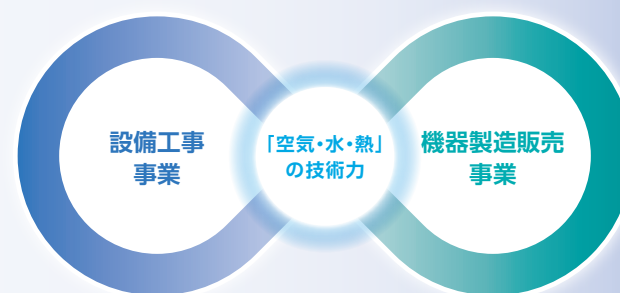 設備工事
事業
「空気・水・熱」
の技術力
機器製造販売
事業